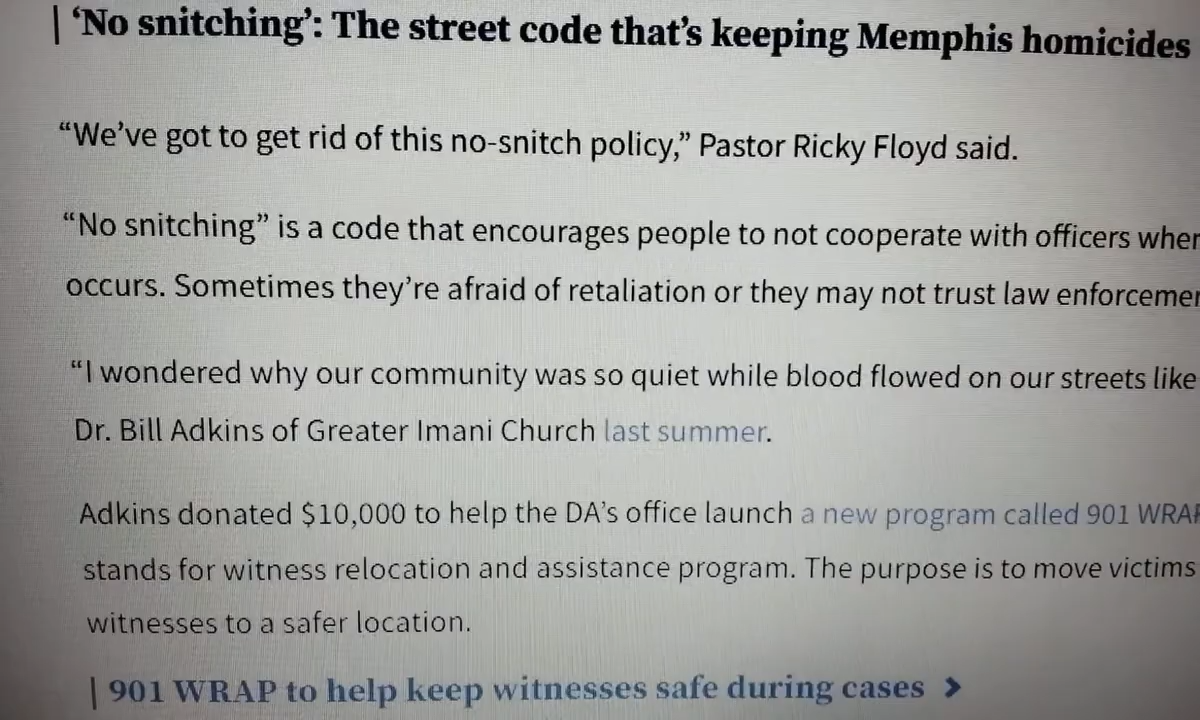 | ‘No snitching’: The street code that’s keeping Memphis homicides
“We’ve got to get rid of this no-snitch policy,” Pastor Ricky Floyd said.
“No snitching” is a code that encourages people to not cooperate with officers
occurs. Sometimes they’re afraid of retaliation or they may not trust law
“I wondered why our community was so quiet while blood flowed on our streets like
Dr. Bill Adkins of Greater Imani Church last summer.
Adkins donated $10,000 to help the DA’s office launch a new program called 901
stands for witness relocation and assistance program. The purpose is to move victims
witnesses to a safer location.
| 901 WRAP to help keep witnesses safe during cases >